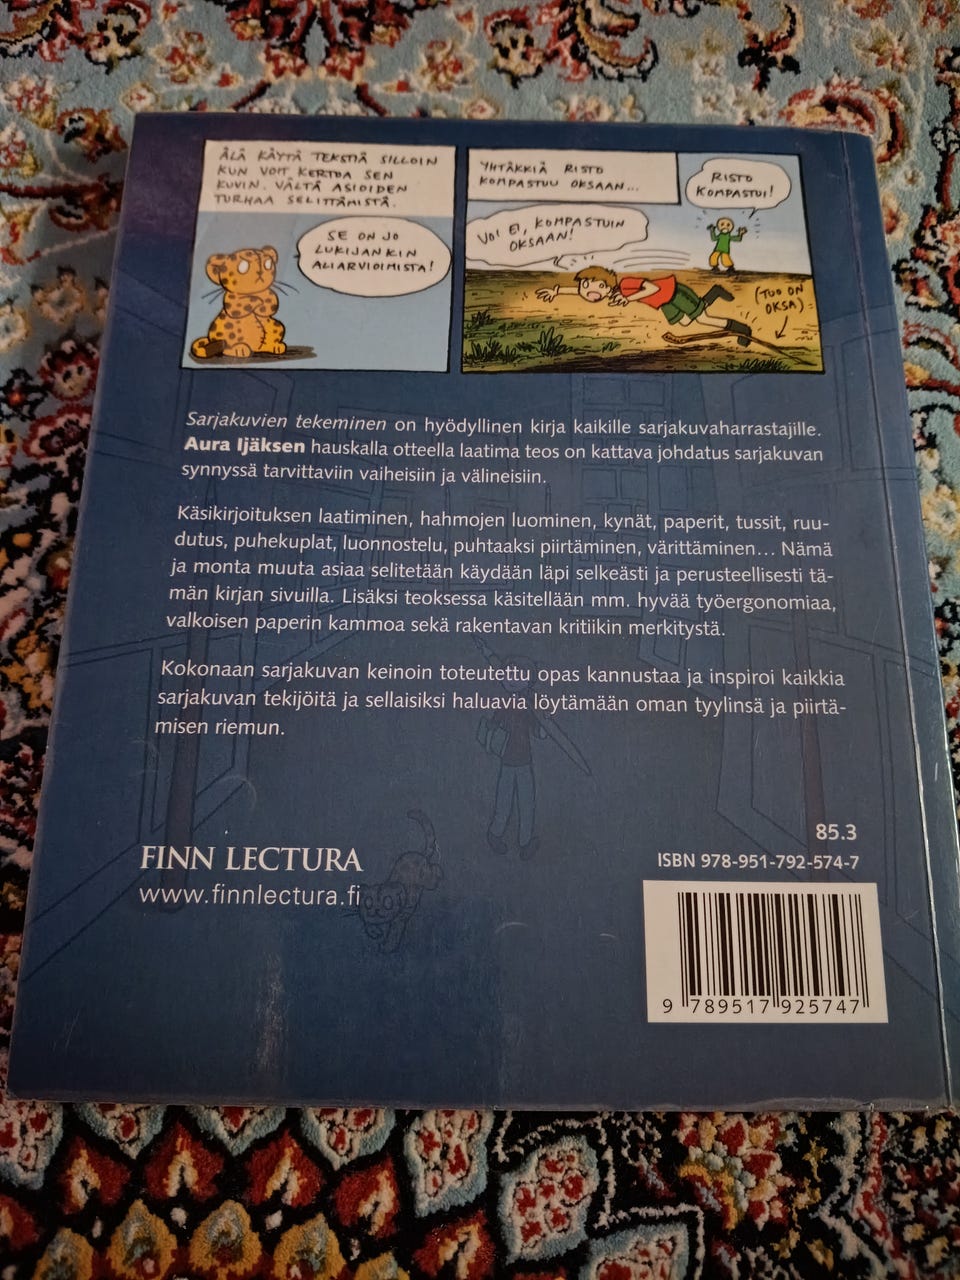 ÄLÄ KÄYTÄ TEKSTIÄ SILLOIN
KUN VOIT KERTOA SEN
KUVIN. VÄLTÄ ASIOIDEN
TURHAA SELITTÄMISTÄ.
SE ON JO
LUKIJANKIN
ALIARVIOIMISTA!
YHTÄKKIÄ RISTO
KOMPASTUU OKSAAN...
RISTO
KOMPASTUI!
VOI EI, KOMPASTUIN
OKSAAN!
(TUO ON
OKSA)
Sarjakuvien tekeminen on hyödyllinen kirja kaikille sarjakuvaharrastajille.
Aura Ijäksen hauskalla otteella laatima teos on kattava johdatus sarjakuvan
synnyssä tarvittaviin vaiheisiin ja välineisiin.
Käsikirjoituksen laatiminen, hahmojen luominen, kynät, paperit, tussit, ruu-
dutus, puhekuplat, luonnostelu, puhtaaksi piirtäminen, värittäminen... Nämä
ja monta muuta asiaa selitetään käydään läpi selkeästi ja perusteellisesti tä-
män kirjan sivuilla. Lisäksi teoksessa käsitellään mm. hyvää työergonomiaa,
valkoisen paperin kammoa sekä rakentavan kritiikin merkitystä.
Kokonaan sarjakuvan keinoin toteutettu opas kannustaa ja inspiroi kaikkia
sarjakuvan tekijöitä ja sellaisiksi haluavia löytämään oman tyylinsä ja piirtä-
misen riemun.
85.3
FINN LECTURA
ISBN 978-951-792-574-7
www.finnlectura.fi
9 789517 925747